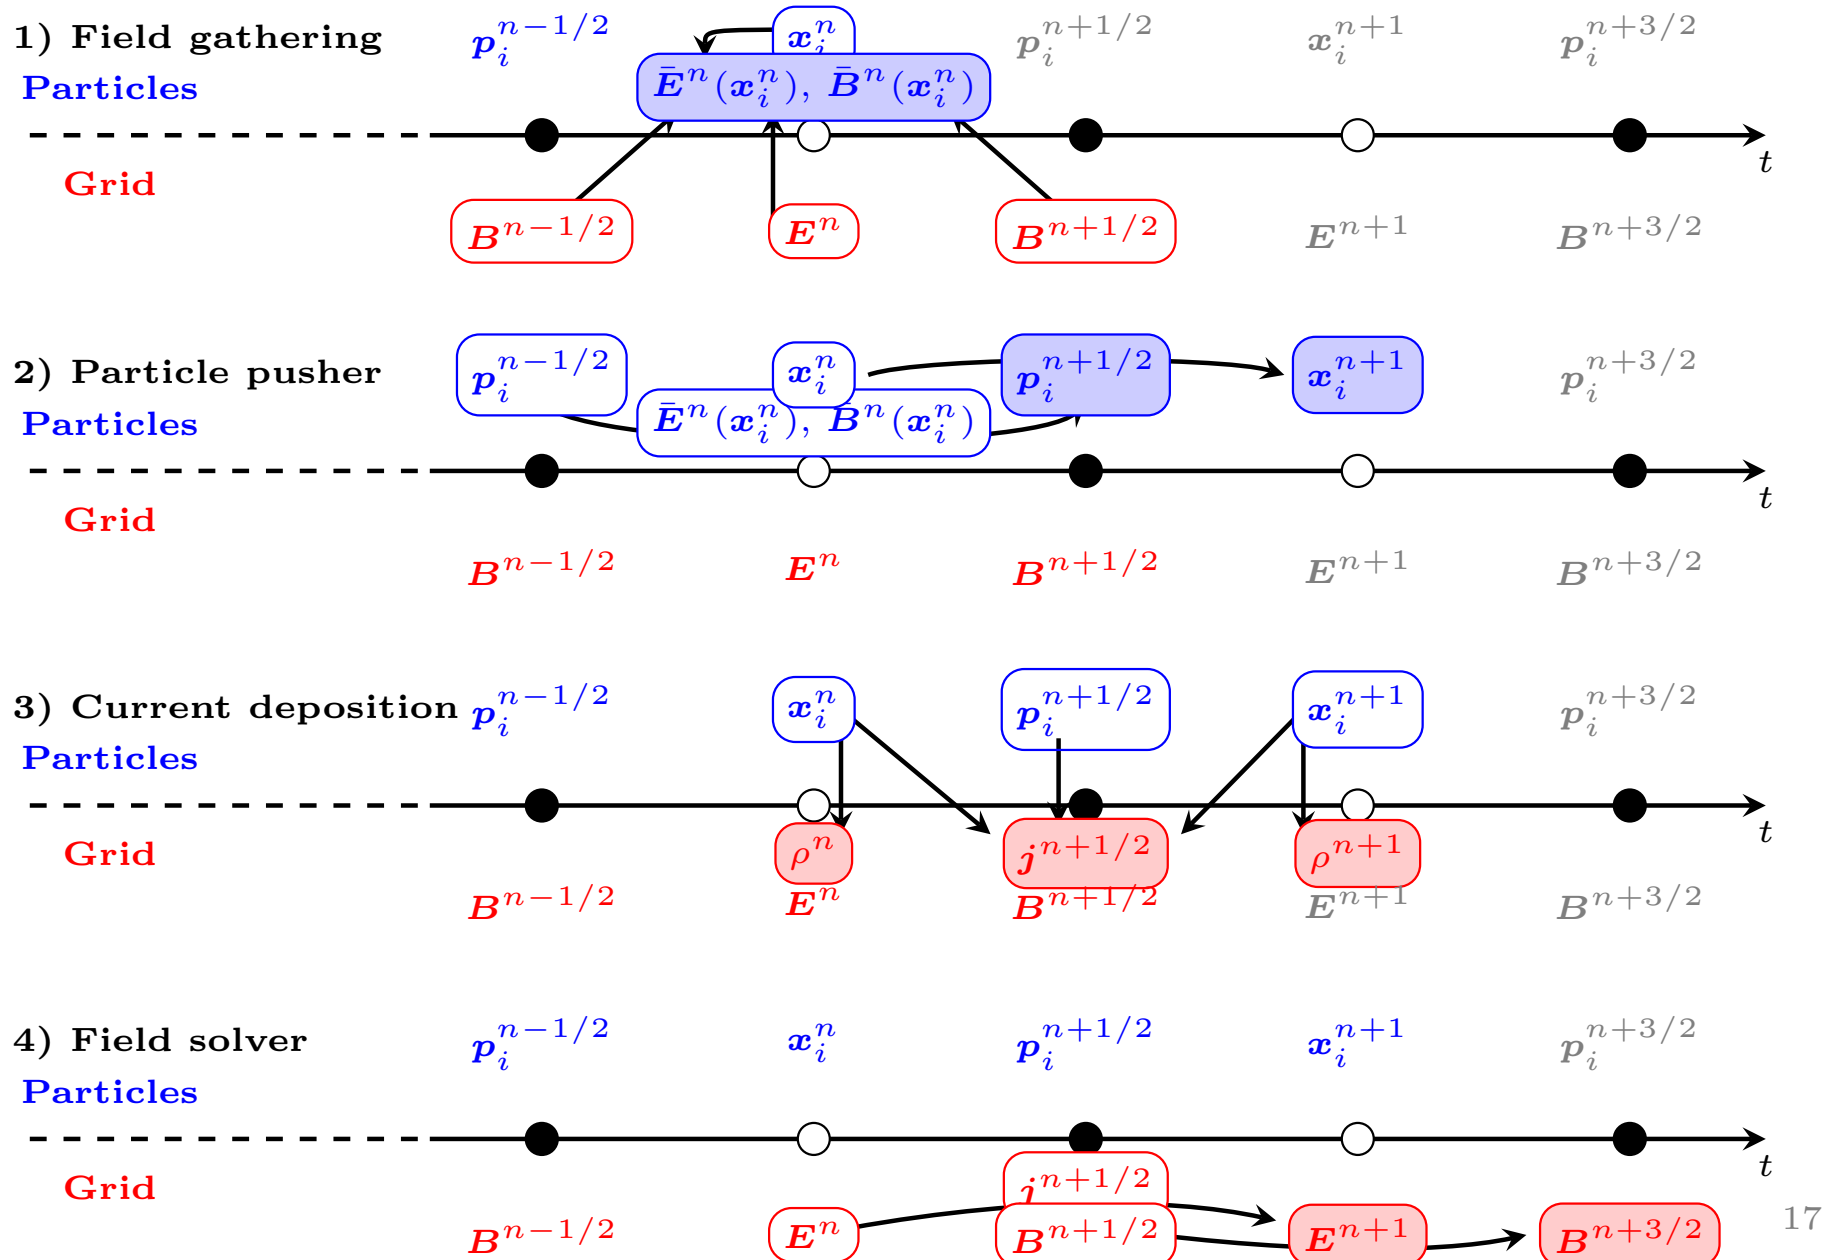 1) Field gathering
p_i^{n−1/2} x_i^n p_i^{n+1/2} x_i^{n+1} p_i^{n+3/2}
Particles
Ē^n(x_i^n), B̄^n(x_i^n)
t
Grid
B^{n−1/2} E^n B^{n+1/2} E^{n+1} B^{n+3/2}
2) Particle pusher
p_i^{n−1/2} x_i^n p_i^{n+1/2} x_i^{n+1} p_i^{n+3/2}
Particles
Ē^n(x_i^n), B̄^n(x_i^n)
t
Grid
B^{n−1/2} E^n B^{n+1/2} E^{n+1} B^{n+3/2}
3) Current deposition
p_i^{n−1/2} x_i^n p_i^{n+1/2} x_i^{n+1} p_i^{n+3/2}
Particles
t
Grid
ρ^n j^{n+1/2} ρ^{n+1}
B^{n−1/2} E^n B^{n+1/2} E^{n+1} B^{n+3/2}
4) Field solver
p_i^{n−1/2} x_i^n p_i^{n+1/2} x_i^{n+1} p_i^{n+3/2}
Particles
t
Grid
j^{n+1/2}
B^{n−1/2} E^n B^{n+1/2} E^{n+1} B^{n+3/2}
17